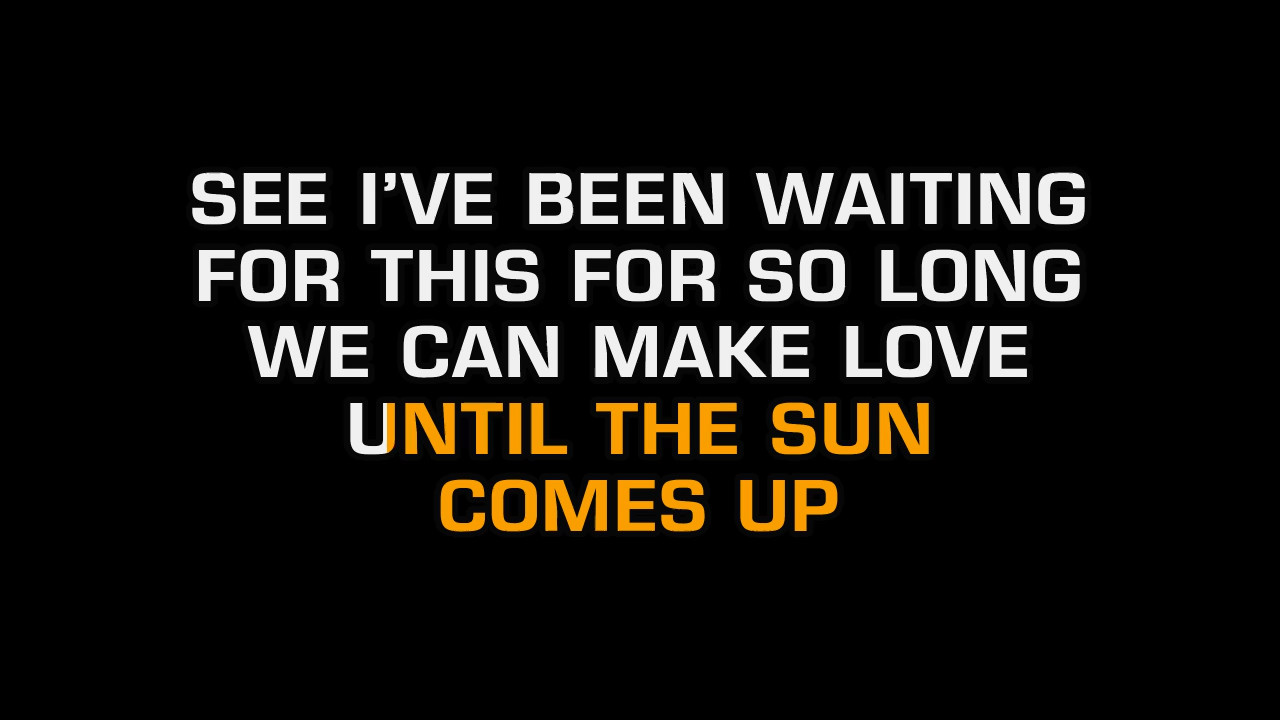 SEE I'VE BEEN WAITING
FOR THIS FOR SO LONG
WE CAN MAKE LOVE
UNTIL THE SUN
COMES UP